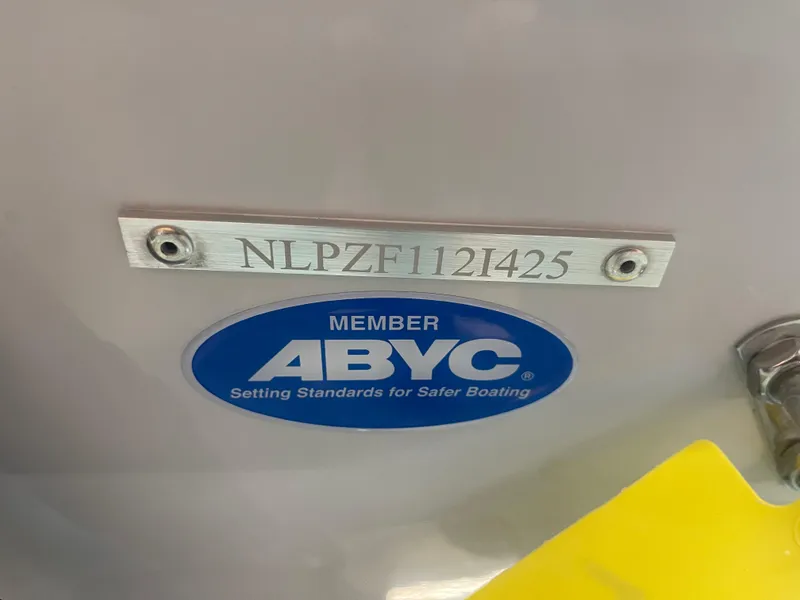 NLPZF112I425
MEMBER
ABYC®
Setting Standards for Safer Boating